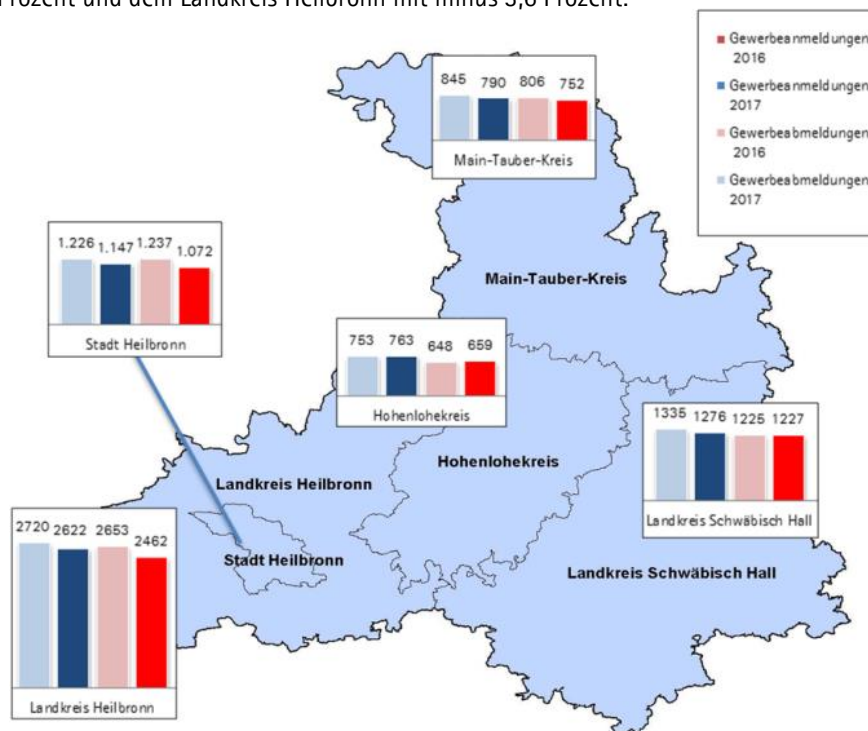 Prozent und dem Landkreis Heilbronn mit minus 3,6 Prozent.
Gewerbeanmeldungen
2016
Gewerbeanmeldungen
2017
Gewerbeabmeldungen
2016
Gewerbeabmeldungen
2017
845 790 806 752
Main-Tauber-Kreis
1.226 1.147 1.237 1.072
Stadt Heilbronn
Main-Tauber-Kreis
753 763 648 659
Hohenlohekreis
1335 1276 1225 1227
Landkreis Schwäbisch Hall
Hohenlohekreis
Landkreis Heilbronn
2720 2622 2653 2462
Landkreis Heilbronn
Stadt Heilbronn
Landkreis Schwäbisch Hall